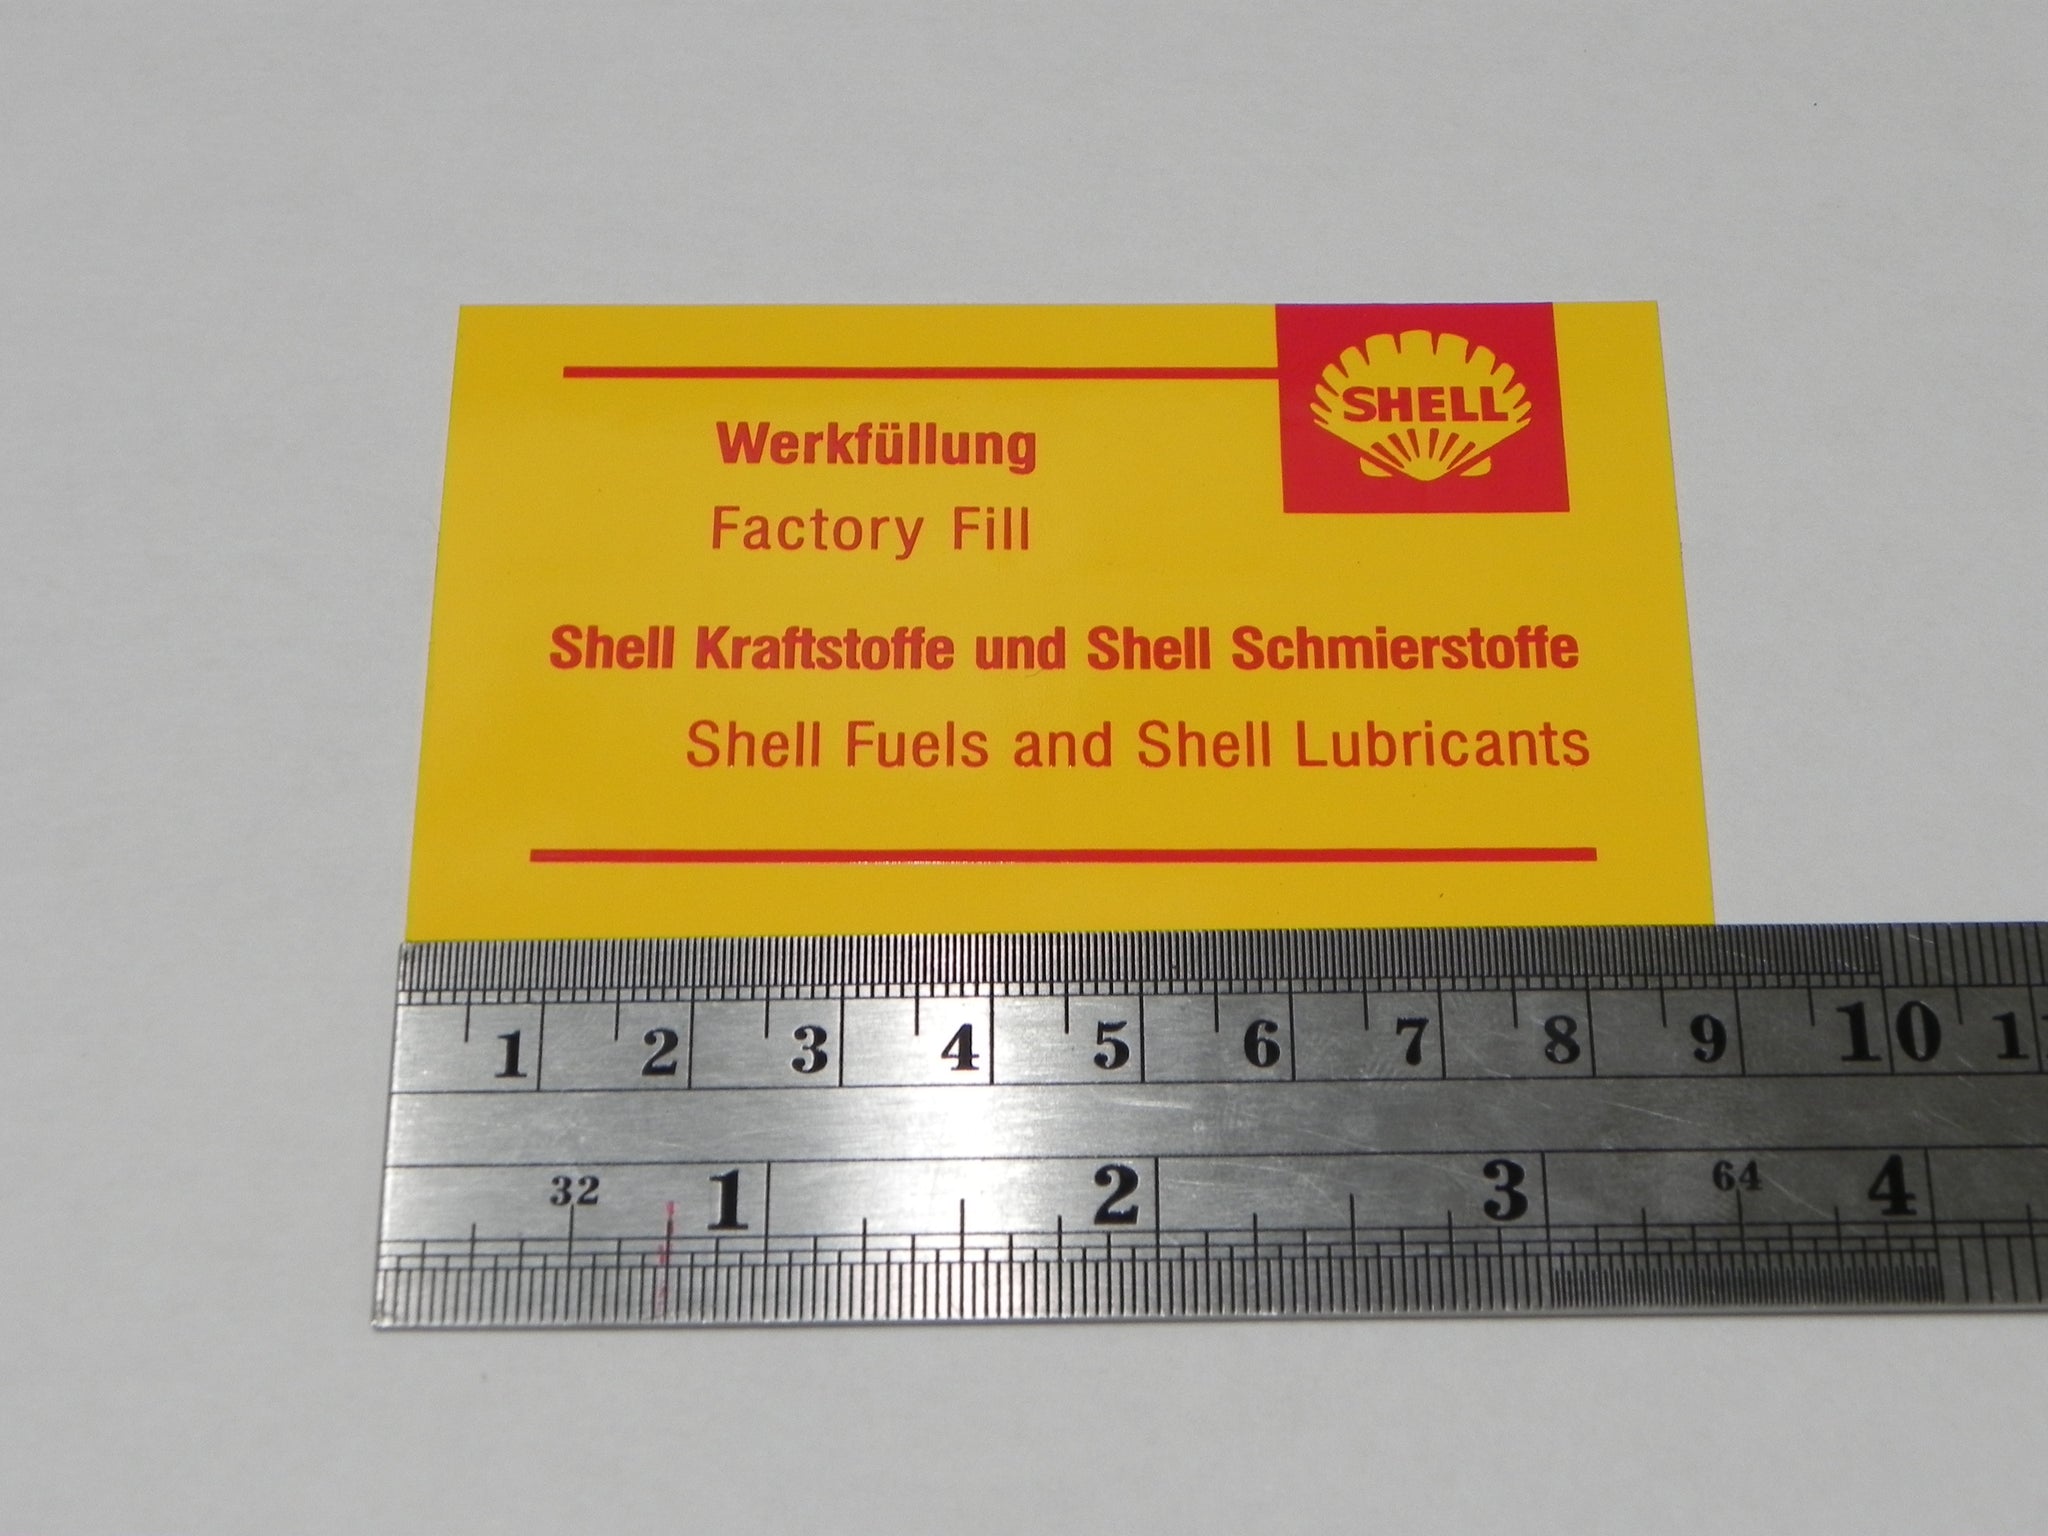 SHELL
Werkfüllung
Factory Fill
Shell Kraftstoffe und Shell Schmierstoffe
Shell Fuels and Shell Lubricants
1 2 3 4 5 6 7 8 9 10
32 1 2 3 64 4